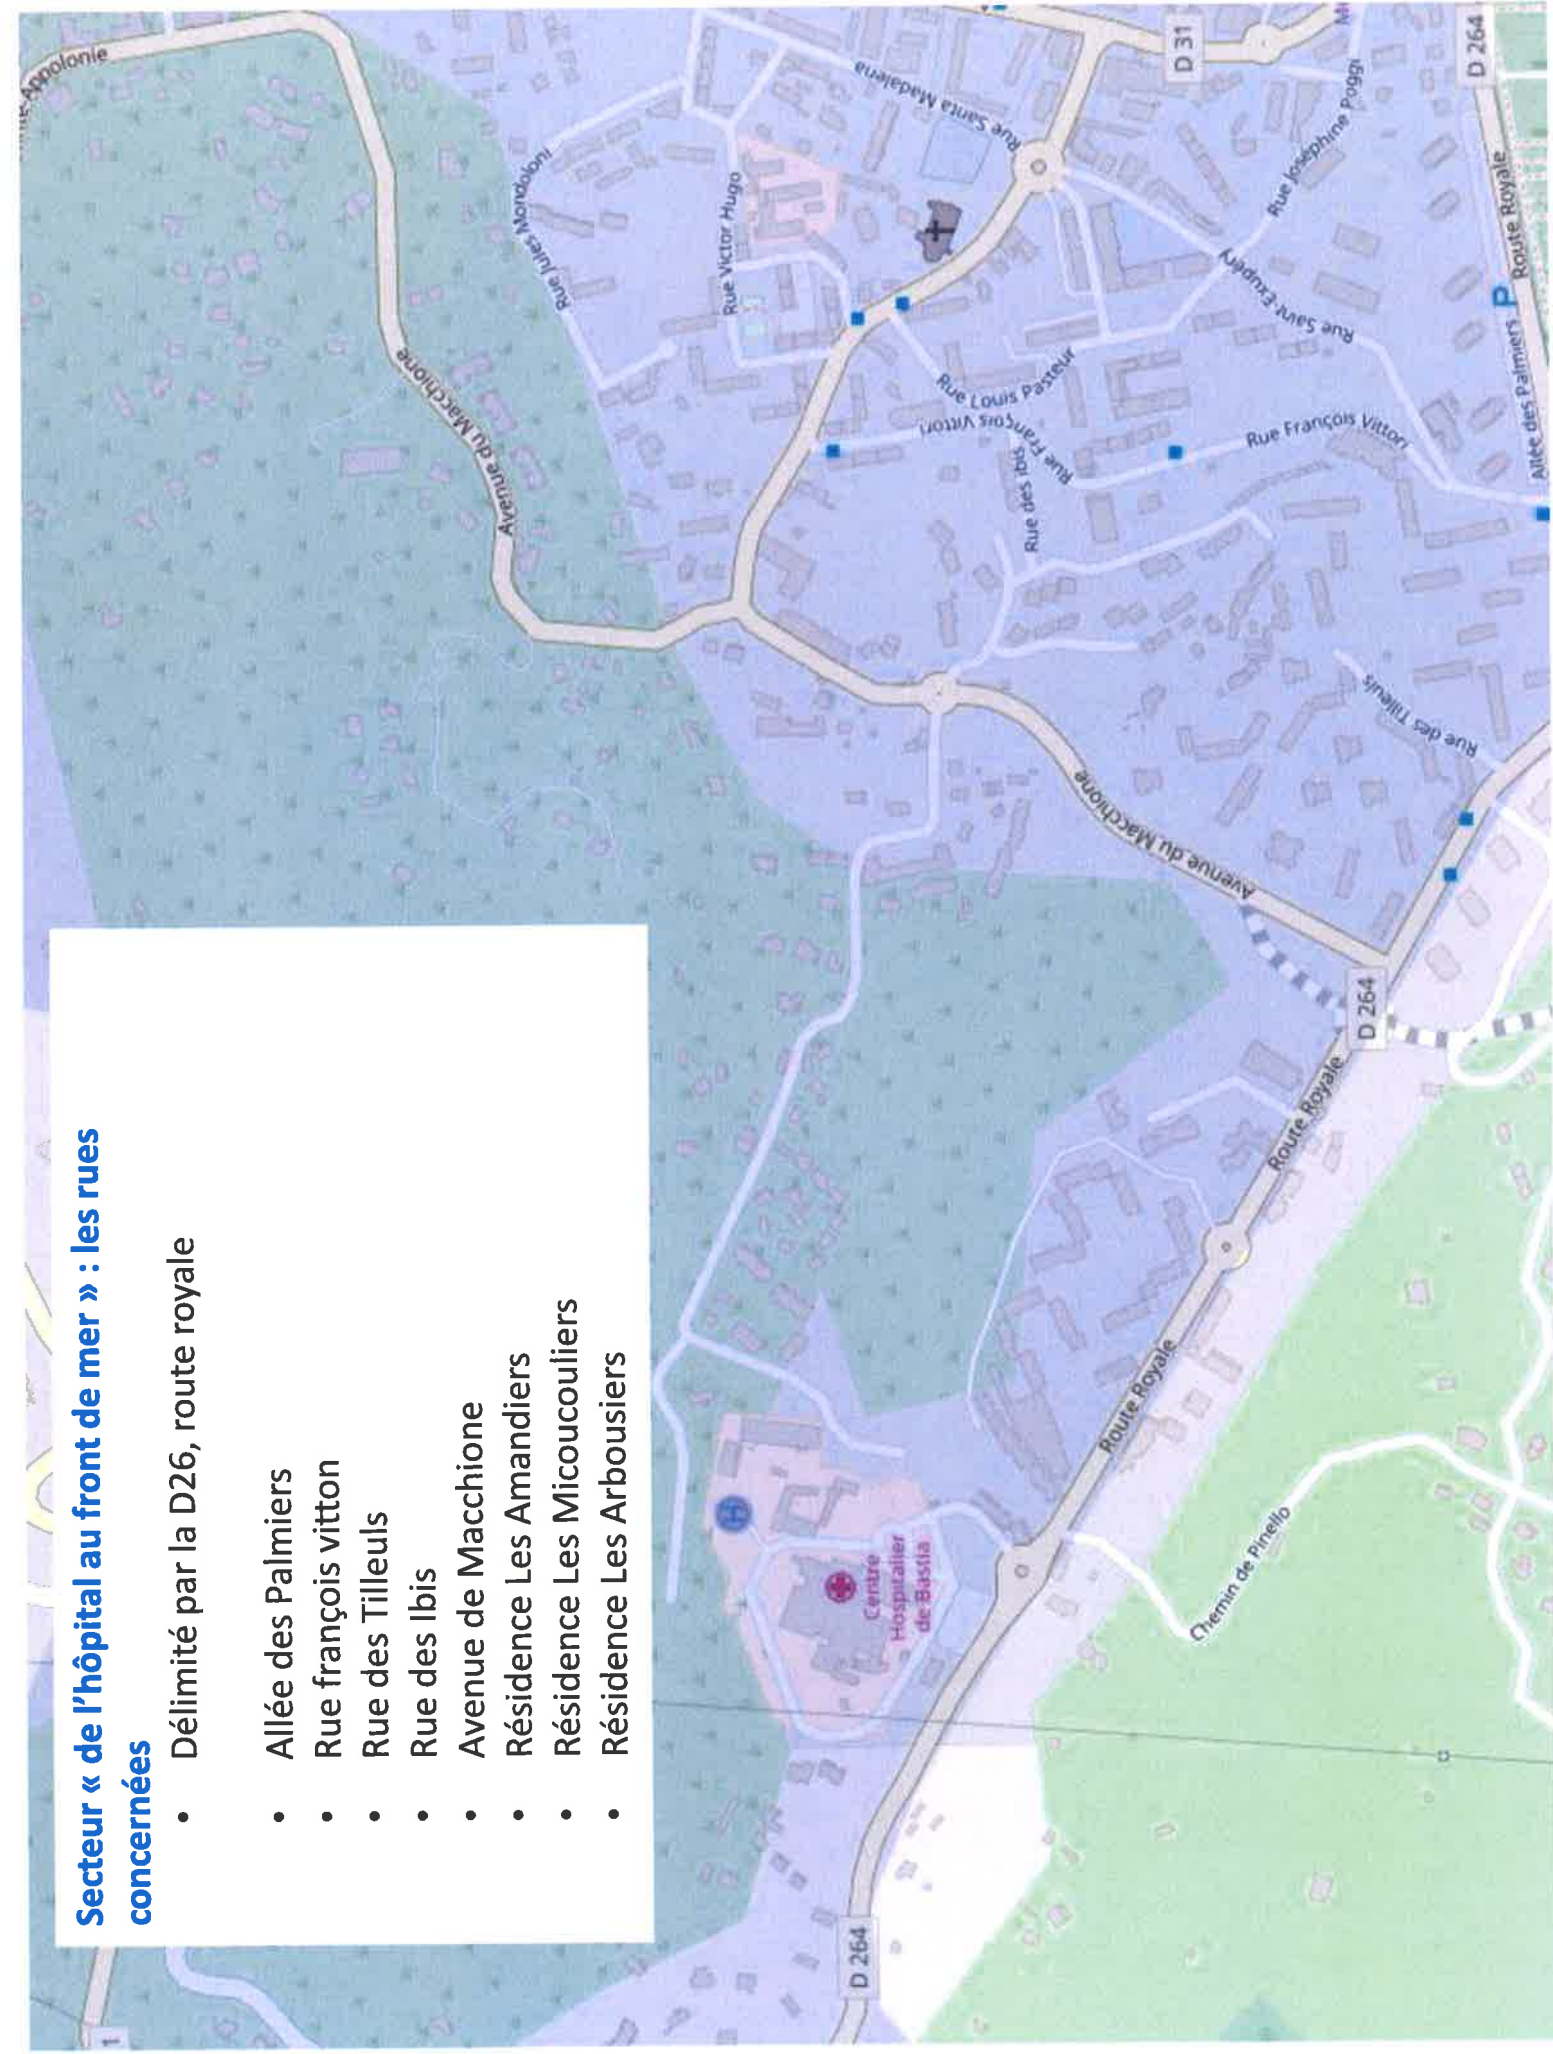 Secteur « de l'hôpital au front de mer » : les rues
concernées
• Délimité par la D26, route royale
• Allée des Palmiers
• Rue françois vitton
• Rue des Tilleuls
• Rue des Ibis
• Avenue de Macchione
• Résidence Les Amandiers
• Résidence Les Micoucouliers
• Résidence Les Arbousiers
1
Appolonie
Avenue du Macchione
Rue Jules Mondoloni
Rue Victor Hugo
Rue Santa Madalena
D 31
D 264
Rue Joséphine Poggi
Rue Saint-Exupéry
Route Royale
P
Allée des Palmiers
Rue Louis Pasteur
Rue François Vittori
Rue des ibis
Rue François Vittori
Rue des Tilleuls
Avenue du Macchione
D 264
Route Royale
Route Royale
H
Centre
Hospitalier
de Bastia
Chemin de Pinello
D 264